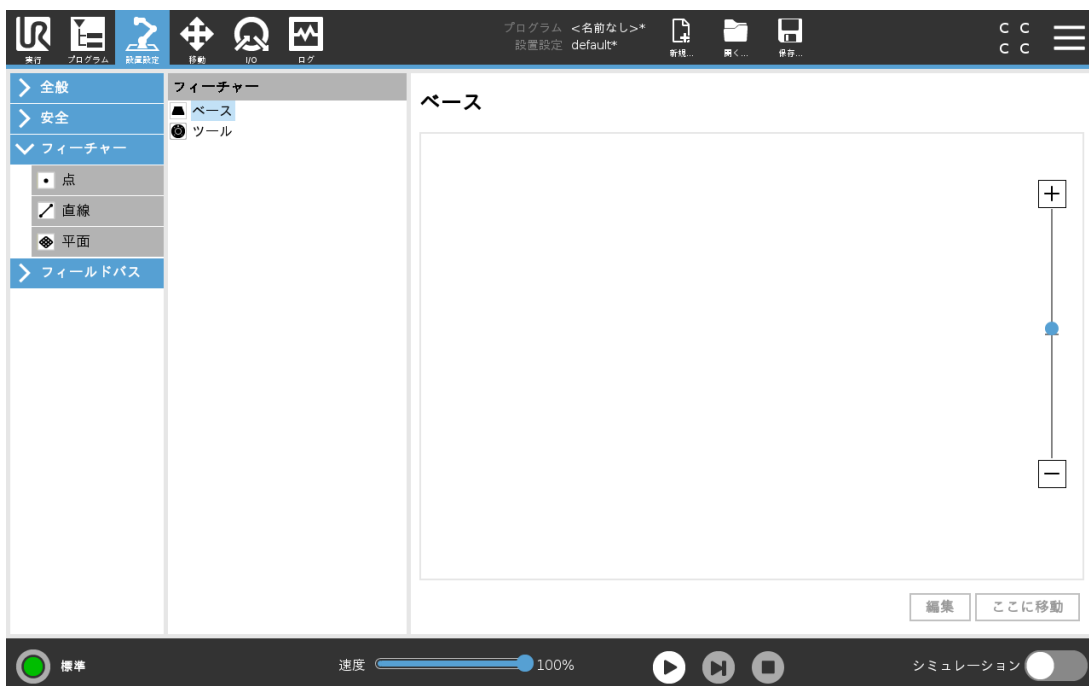 プログラム <名前なし>*
設置設定 default*
実行 プログラム 設置設定 移動 I/O ログ
新規... 開く... 保存...
C C
C C
全般
安全
フィーチャー
点
直線
平面
フィールドバス
フィーチャー
ベース
ツール
ベース
編集 ここに移動
標準
速度 100%
シミュレーション